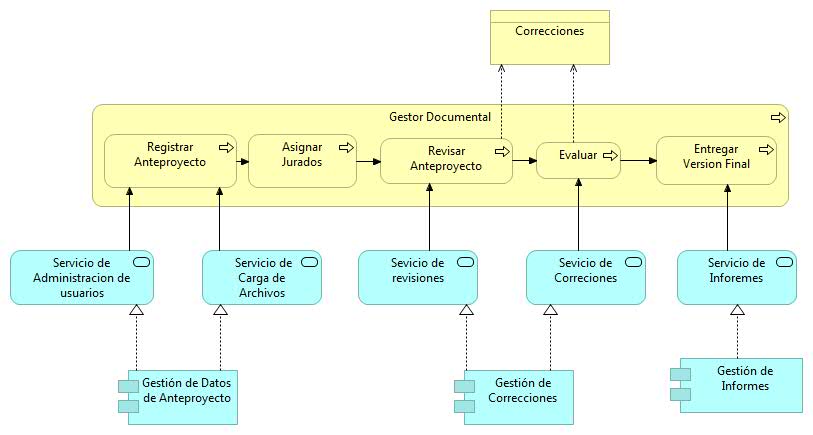 Correcciones
Gestor Documental
Registrar
Anteproyecto
Asignar
Jurados
Revisar
Anteproyecto
Evaluar
Entregar
Version Final
Servicio de
Administracion de
usuarios
Servicio de
Carga de
Archivos
Sevicio de
revisiones
Sevicio de
Correciones
Servicio de
Inforemes
Gestión de Datos
de Anteproyecto
Gestión de
Correcciones
Gestión de
Informes